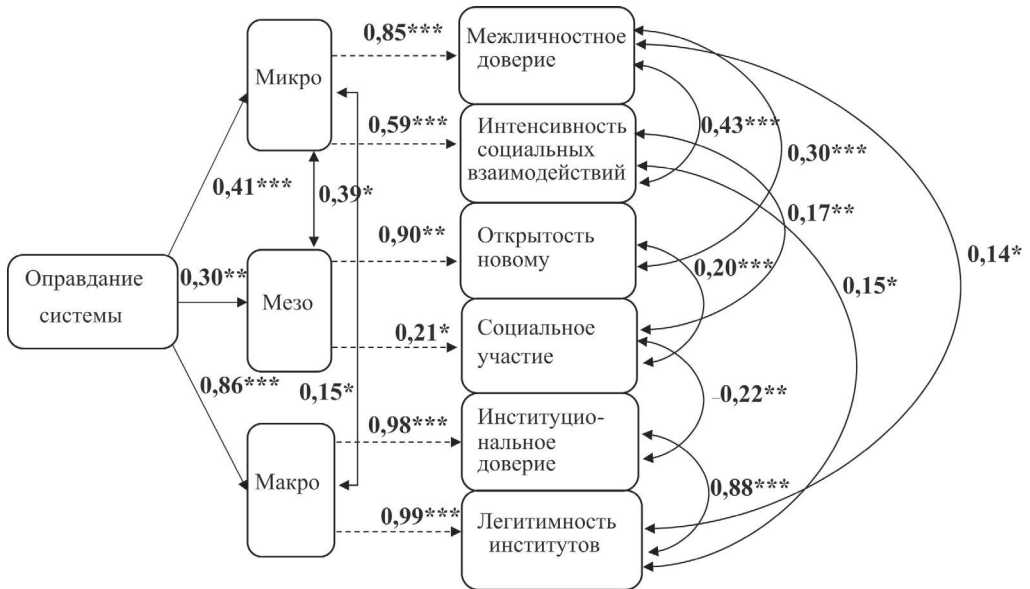 Оправдание
системы
0,41***
0,30**
0,86***
Микро
Мезо
Макро
0,39*
0,15*
0,85***
0,59***
0,90**
0,21*
0,98***
0,99***
Межличностное
доверие
Интенсивность
социальных
взаимодействий
Открытость
новому
Социальное
участие
Институцио-
нальное
доверие
Легитимность
институтов
0,43***
0,30***
0,17**
0,20***
0,15*
0,14*
-0,22**
0,88***